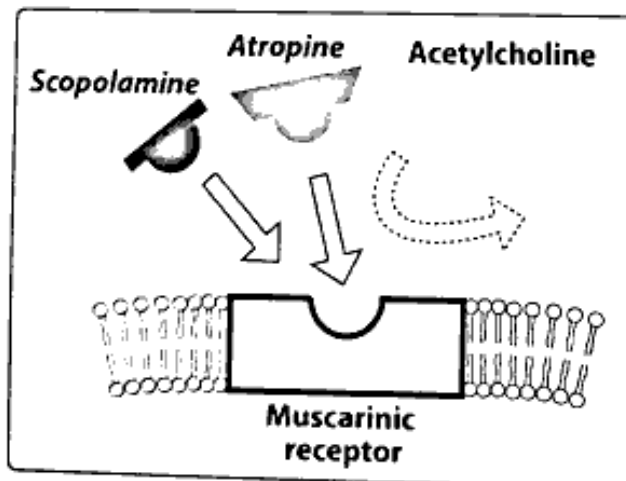 Atropine
Acetylcholine
Scopolamine
Muscarinic
receptor